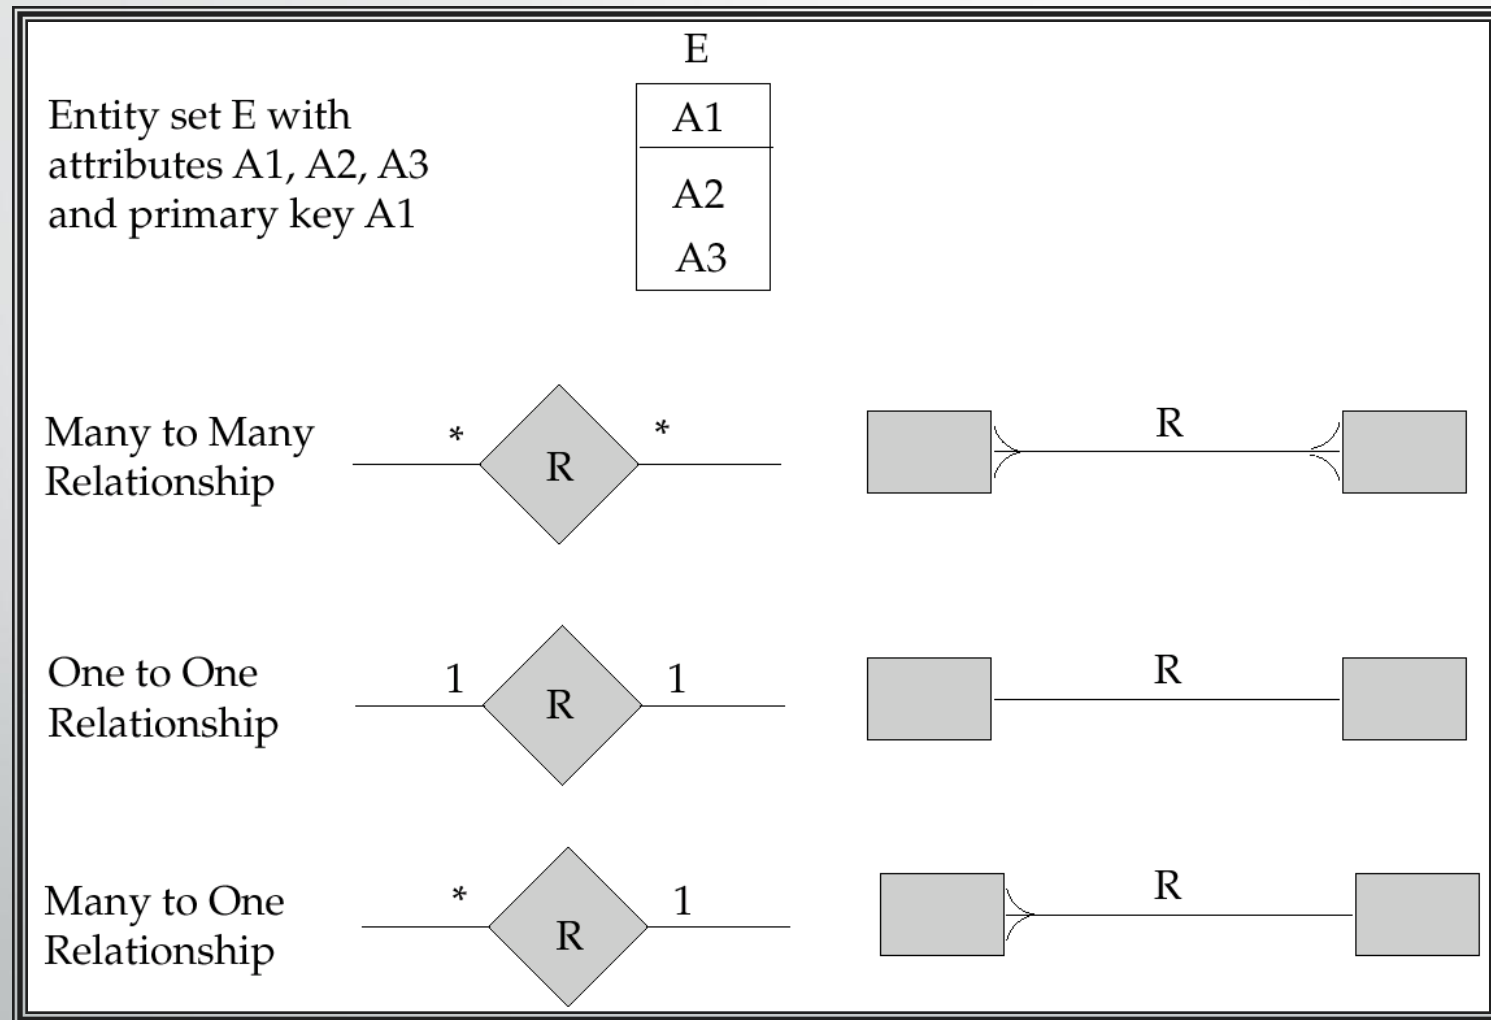 E
Entity set E with
attributes A1, A2, A3
and primary key A1
A1
A2
A3
Many to Many
Relationship
* R *
R
One to One
Relationship
1 R 1
R
Many to One
Relationship
* R 1
R